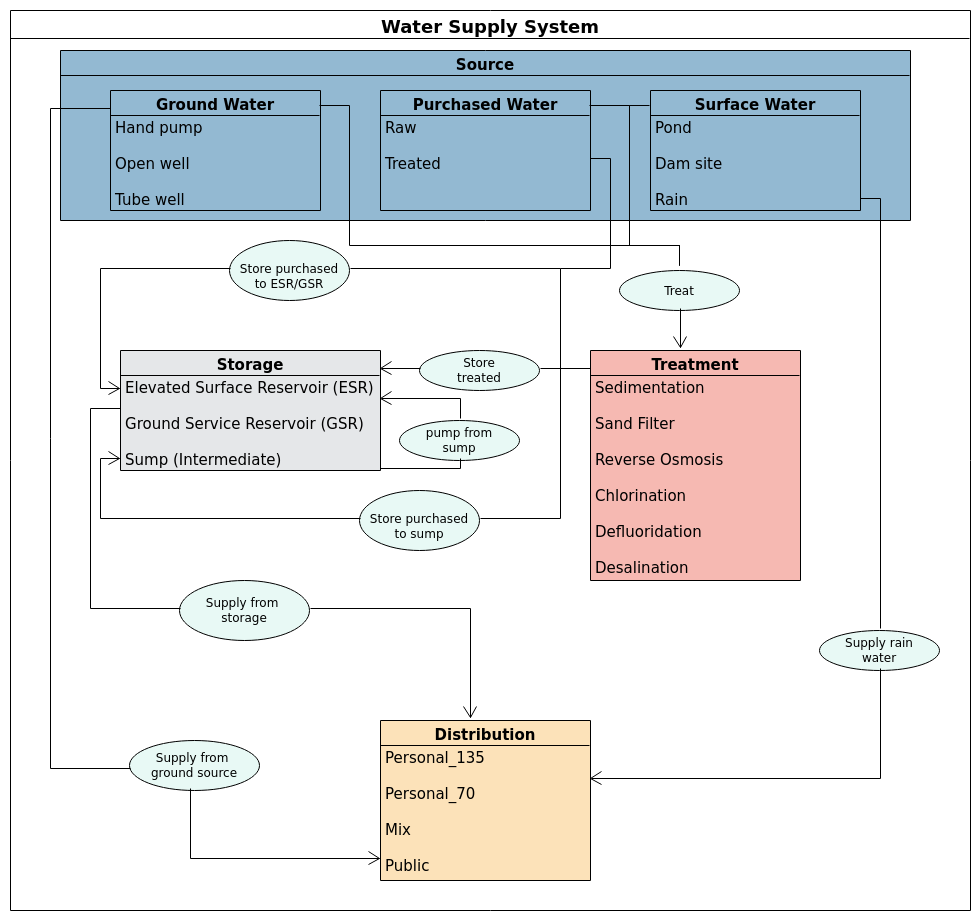 Water Supply System
Source
Ground Water
Hand pump
Open well
Tube well
Purchased Water
Raw
Treated
Surface Water
Pond
Dam site
Rain
Store purchased
to ESR/GSR
Treat
Storage
Elevated Surface Reservoir (ESR)
Ground Service Reservoir (GSR)
Sump (Intermediate)
Store
treated
pump from
sump
Treatment
Sedimentation
Sand Filter
Reverse Osmosis
Chlorination
Defluoridation
Desalination
Store purchased
to sump
Supply from
storage
Supply rain
water
Supply from
ground source
Distribution
Personal_135
Personal_70
Mix
Public